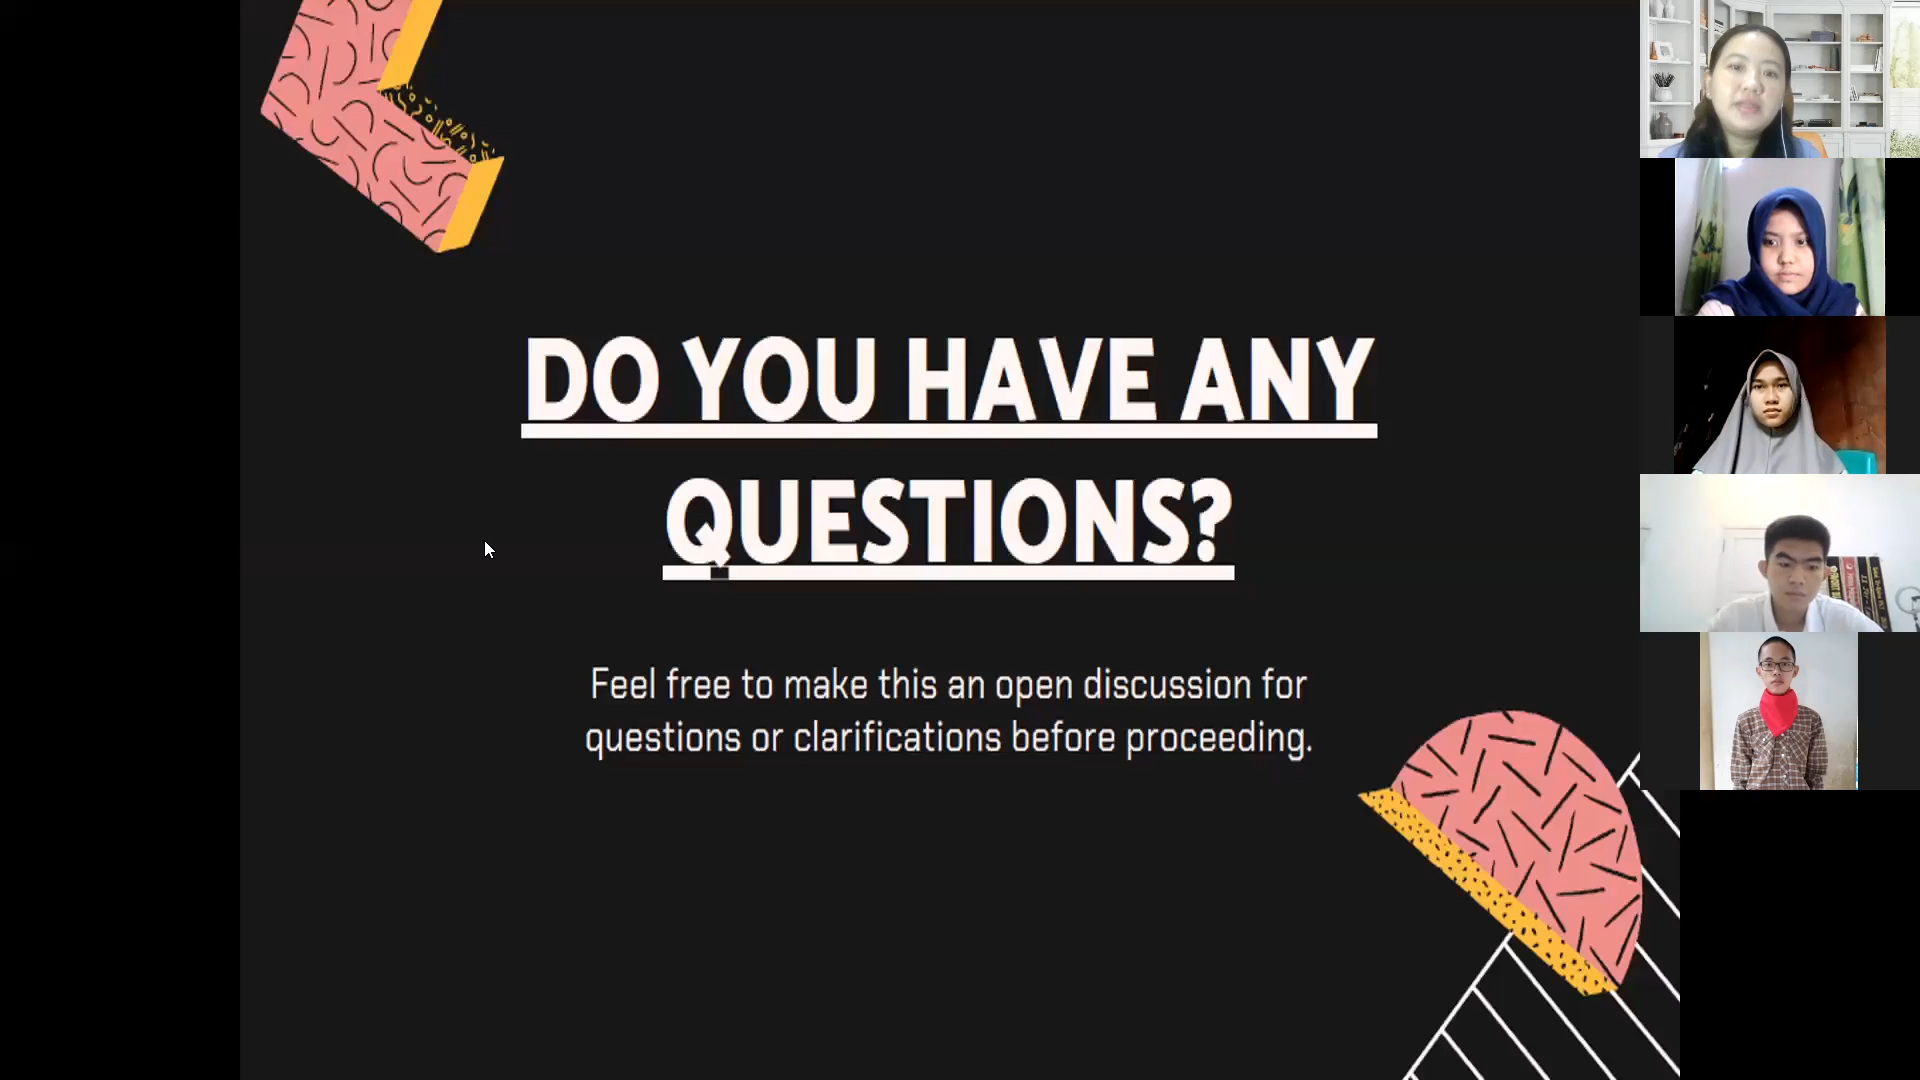 DO YOU HAVE ANY
QUESTIONS?
Feel free to make this an open discussion for
questions or clarifications before proceeding.